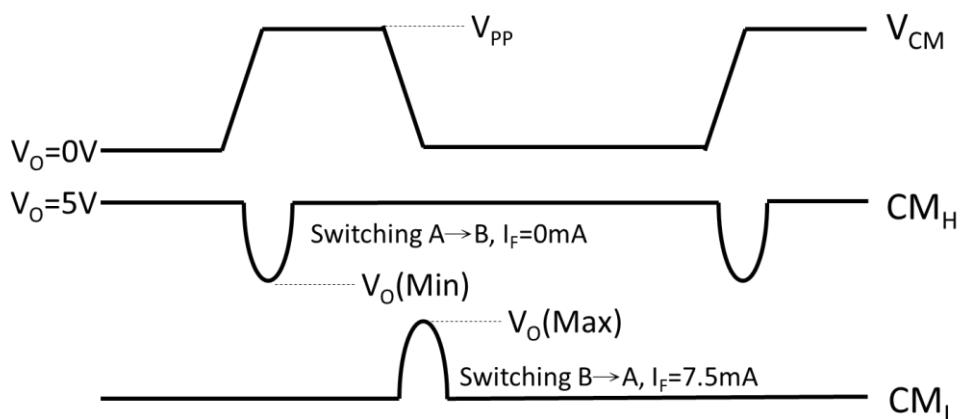 V_PP
V_CM
V_O=0V
V_O=5V
CM_H
Switching A→B, I_F=0mA
V_O(Min)
V_O(Max)
Switching B→A, I_F=7.5mA
CM_L